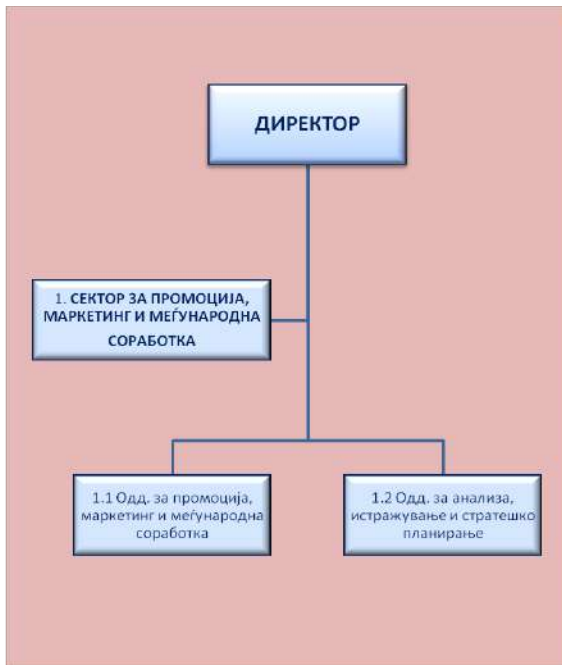 ДИРЕКТОР
1. СЕКТОР ЗА ПРОМОЦИЈА,
МАРКЕТИНГ И МЕЃУНАРОДНА
СОРАБОТКА
1.1 Одд. за промоција,
маркетинг и меѓународна
соработка
1.2 Одд. за анализа,
истражување и стратешко
планирање